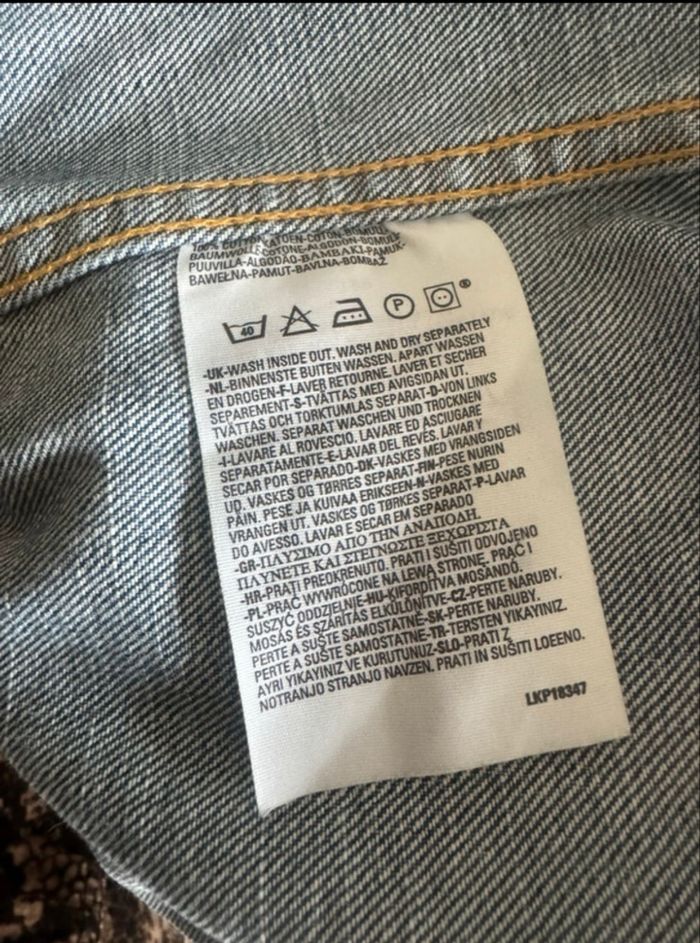 100% COTTON-KATOEN-COTON-BOMULD
BAUMWOLLE-COTONE-ALGODON-BOMULL
PUUVILLA-ALGODAO-BAMBAKI-PAMUK-
BAWEŁNA-PAMUT-BAVLNA-BOMBAŽ
40 P ®
-UK-WASH INSIDE OUT. WASH AND DRY SEPARATELY
-NL-BINNENSTE BUITEN WASSEN. APART WASSEN
EN DROGEN-F-LAVER RETOURNE. LAVER ET SECHER
SEPAREMENT-S-TVÄTTAS MED AVIGSIDAN UT.
TVÄTTAS OCH TORKTUMLAS SEPARAT-D-VON LINKS
WASCHEN. SEPARAT WASCHEN UND TROCKNEN
-I-LAVARE AL ROVESCIO. LAVARE ED ASCIUGARE
SEPARATAMENTE-E-LAVAR DEL REVÉS. LAVAR Y
SECAR POR SEPARADO-DK-VASKES MED VRANGSIDEN
UD. VASKES OG TØRRES SEPARAT-FIN-PESE NURIN
PÄIN. PESE JA KUIVAA ERIKSEEN-N-VASKES MED
VRANGEN UT. VASKES OG TØRKES SEPARAT-P-LAVAR
DO AVESSO. LAVAR E SECAR EM SEPARADO
-GR-ΠΛΥΣΙΜΟ ΑΠΟ ΤΗΝ ΑΝΑΠΟΔΗ.
ΠΛΥΝΕΤΕ ΚΑΙ ΣΤΕΓΝΩΣΤΕ ΞΕΧΩΡΙΣΤΑ
-HR-PRATI PREOKRENUTO. PRATI I SUŠITI ODVOJENO
-PL-PRAĆ WYWRÓCONE NA LEWĄ STRONĘ. PRAĆ I
SUSZYĆ ODDZIELNIE-HU-KIFORDÍTVA MOSANDÓ.
MOSÁS ÉS SZÁRÍTÁS ELKÜLÖNÍTVE-CZ-PERTE NARUBY.
PERTE A SUŠTE SAMOSTATNĚ-SK-PERTE NARUBY.
PERTE A SUŠTE SAMOSTATNE-TR-TERSTEN YIKAYINIZ.
AYRI YIKAYINIZ VE KURUTUNUZ-SLO-PRATI Z
NOTRANJO STRANJO NAVZEN. PRATI IN SUŠITI LOEENO.
LKP18347